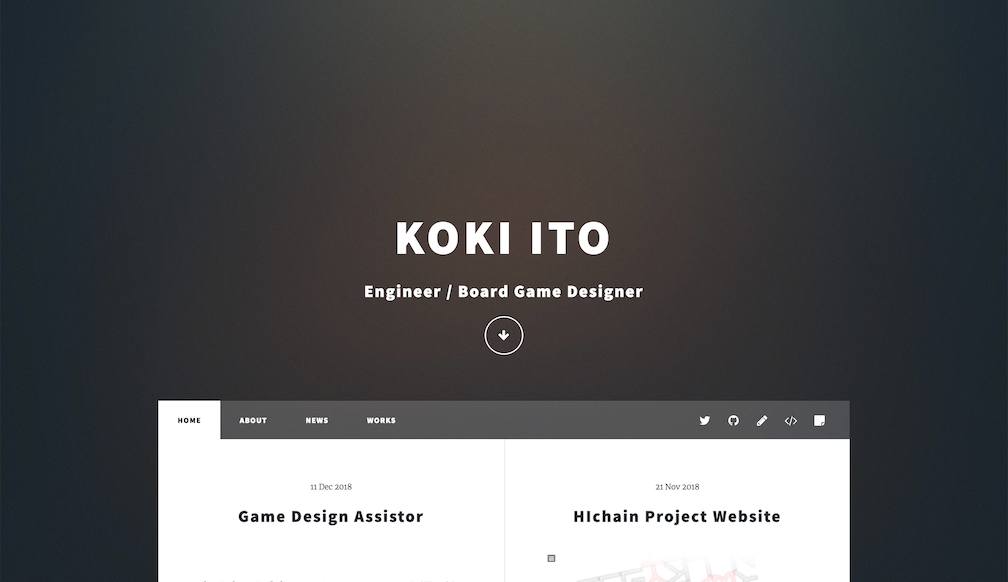 KOKI ITO
Engineer / Board Game Designer
HOME ABOUT NEWS WORKS
11 Dec 2018
Game Design Assistor
21 Nov 2018
HIchain Project Website